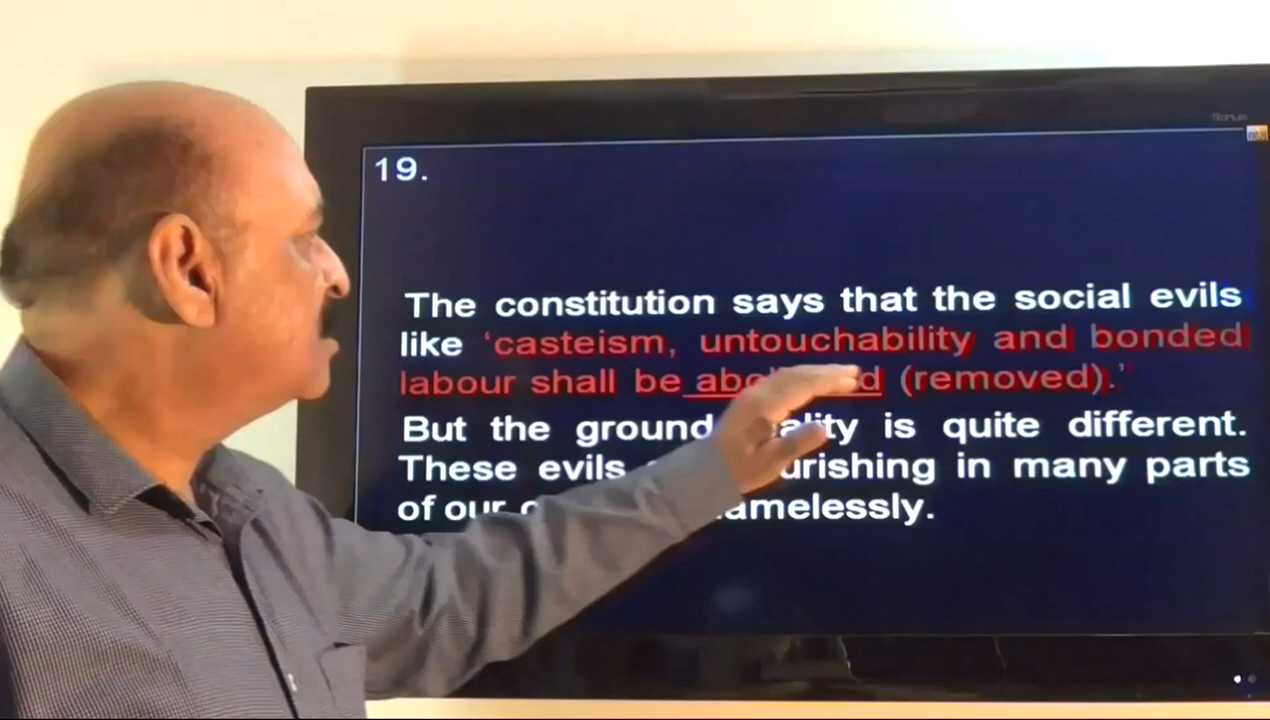 19.
The constitution says that the social evils
like ‘casteism, untouchability and bonded
labour shall be (removed).’
But the ground is quite different.
These evils in many parts
of our